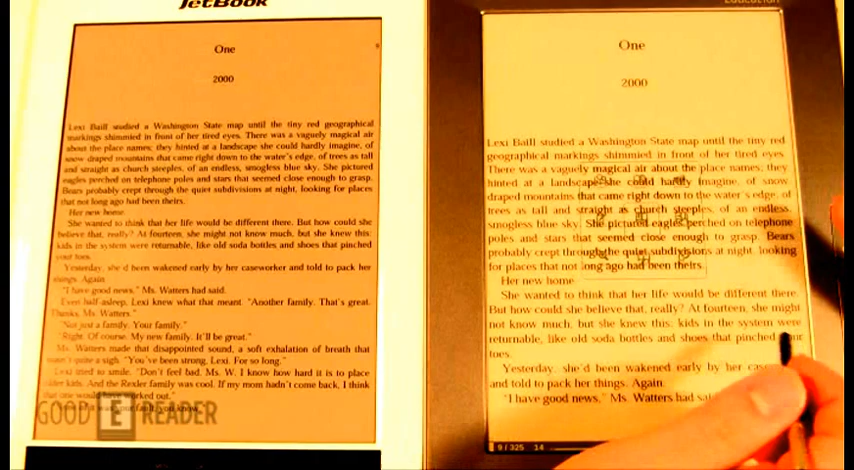 JetBook
One
2000
Lexi Baill studied a Washington State map until the tiny red geographical
markings shimmied in front of her tired eyes. There was a vaguely magical air
about the place names; they hinted at a landscape she could hardly imagine, of
snow draped mountains that came right down to the water's edge, of trees as tall
and straight as church steeples, of an endless, smogless blue sky. She pictured
eagles perched on telephone poles and stars that seemed close enough to grasp.
Bears probably crept through the quiet subdivisions at night, looking for places
that not long ago had been theirs.
Her new home.
She wanted to think that her life would be different there. But how could she
believe that, really? At fourteen, she might not know much, but she knew this:
kids in the system were returnable, like old soda bottles and shoes that pinched
your toes.
Yesterday, she'd been wakened early by her caseworker and told to pack her
things. Again.
"I have good news," Ms. Watters had said.
Even half-asleep, Lexi knew what that meant. "Another family. That's great.
Thanks, Ms. Watters."
"Not just a family. Your family."
"Right. Of course. My new family. It'll be great."
Ms. Watters made that disappointed sound, a soft exhalation of breath that
wasn't quite a sigh. "You've been strong, Lexi. For so long."
Lexi tried to smile. "Don't feel bad, Ms. W. I know how hard it is to place
older kids. And the Rexler family was cool. If my mom hadn't come back, I think
that one would have worked out."
fault, you know
GOOD E READER
Education
One
2000
Lexi Baill studied a Washington State map until the tiny red
geographical markings shimmied in front of her tired eyes.
There was a vaguely magical air about the place names; they
hinted at a landscape she could hardly imagine, of snow
draped mountains that came right down to the water's edge, of
trees as tall and straight as church steeples, of an endless,
smogless blue sky. She pictured eagles perched on telephone
poles and stars that seemed close enough to grasp. Bears
probably crept through the quiet subdivisions at night, looking
for places that not long ago had been theirs.
Her new home.
She wanted to think that her life would be different there.
But how could she believe that, really? At fourteen, she might
not know much, but she knew this: kids in the system were
returnable, like old soda bottles and shoes that pinched
toes.
Yesterday, she'd been wakened early by her
and told to pack her things. Again.
"I have good news," Ms. Watters had
9 / 325 14